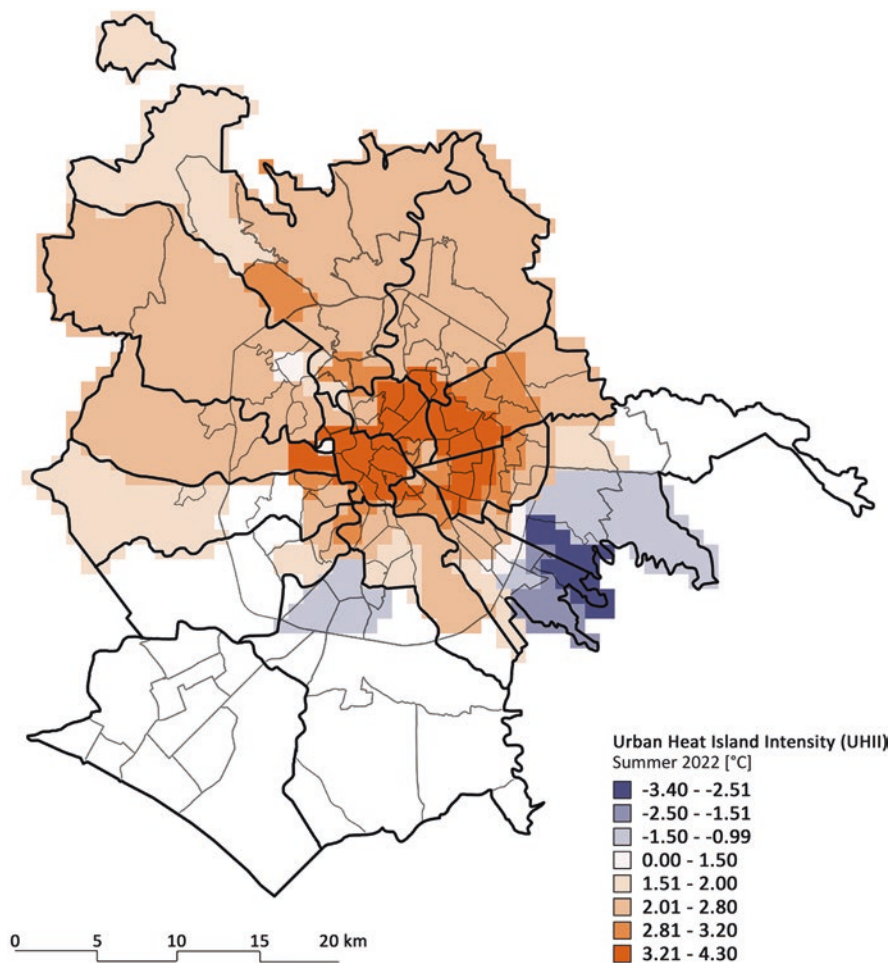 Urban Heat Island Intensity (UHII)
Summer 2022 [°C]
-3.40 - -2.51
-2.50 - -1.51
-1.50 - -0.99
0.00 - 1.50
1.51 - 2.00
2.01 - 2.80
2.81 - 3.20
3.21 - 4.30
0 5 10 15 20 km